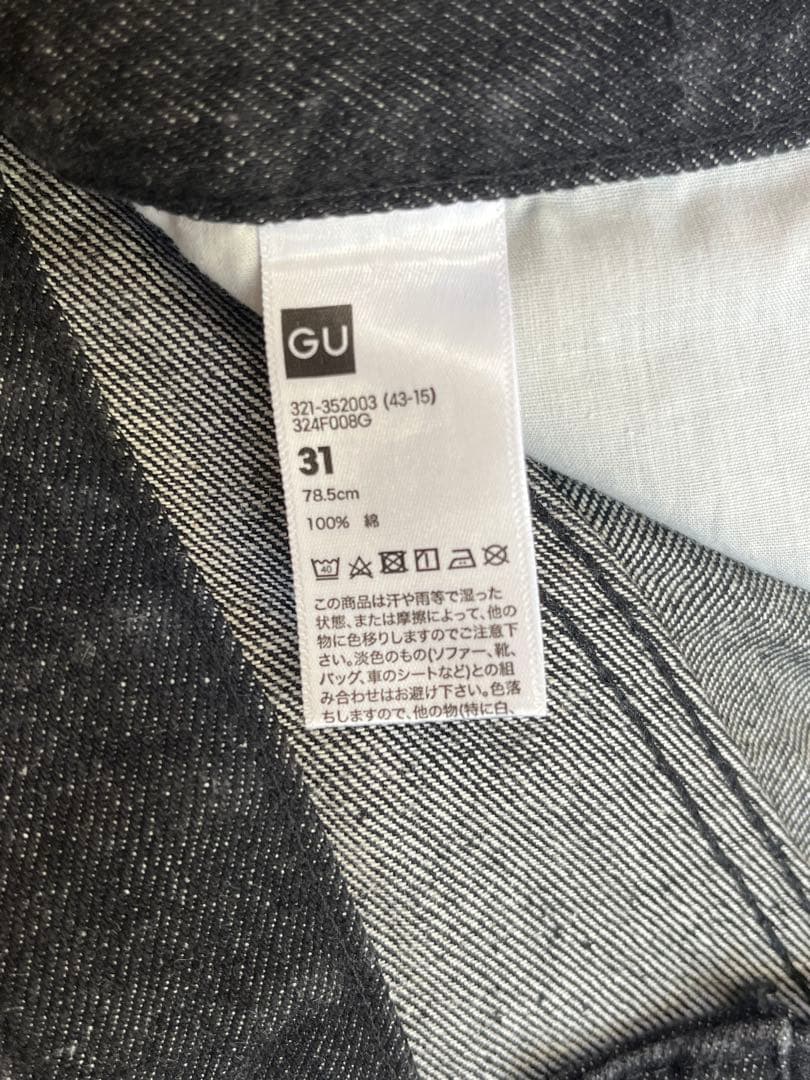 GU
321-352003 (43-15)
324F008G
31
78.5cm
100% 綿
40
この商品は汗や雨等で湿った
状態、または摩擦によって、他の
物に色移りしますのでご注意下
さい。淡色のもの(ソファー、靴、
バッグ、車のシートなど)との組
み合わせはお避け下さい。色落
ちしますので、他の物(特に白、